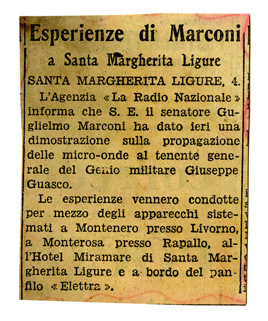 Esperienze di Marconi
a Santa Margherita Ligure
SANTA MARGHERITA LIGURE, 4.
L'Agenzia « La Radio Nazionale »
informa che S. E. il senatore Gu-
glielmo Marconi ha dato ieri una
dimostrazione sulla propagazione
delle micro-onde al tenente gene-
rale del Genio militare Giuseppe
Guasco.
Le esperienze vennero condotte
per mezzo degli apparecchi siste-
mati a Montenero presso Livorno,
a Monterosa presso Rapallo, al-
l'Hotel Miramare di Santa Mar-
gherita Ligure e a bordo del pan-
filo « Elettra ».